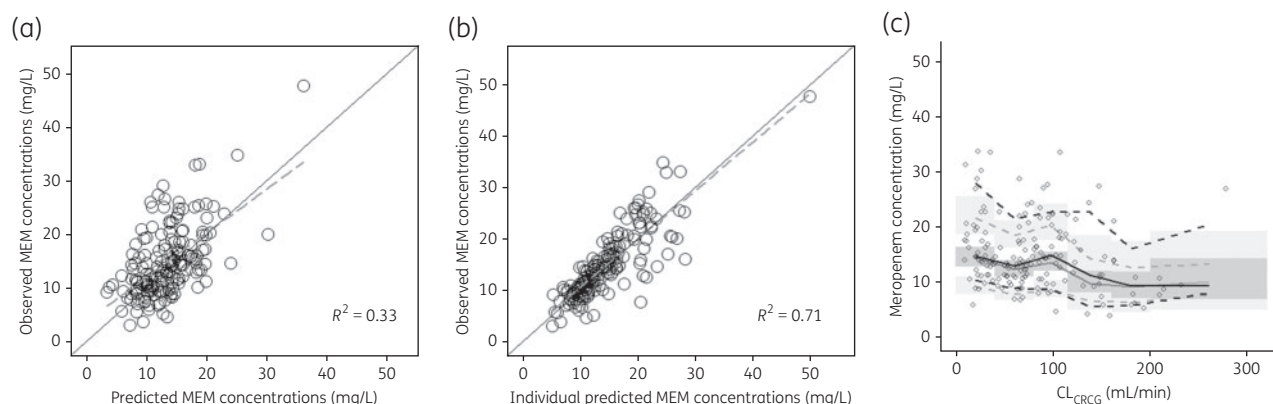 (a)
Observed MEM concentrations (mg/L)
50
40
30
20
10
0
R² = 0.33
0 10 20 30 40 50
Predicted MEM concentrations (mg/L)
(b)
Observed MEM concentrations (mg/L)
50
40
30
20
10
0
R² = 0.71
0 10 20 30 40 50
Individual predicted MEM concentrations (mg/L)
(c)
Meropenem concentration (mg/L)
50
40
30
20
10
0
0 100 200 300
CL_CRCG (mL/min)